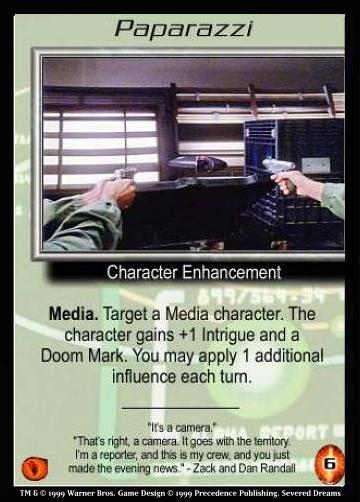 Paparazzi
Character Enhancement
Media. Target a Media character. The
character gains +1 Intrigue and a
Doom Mark. You may apply 1 additional
influence each turn.
"It's a camera."
"That's right, a camera. It goes with the territory.
I'm a reporter, and this is my crew, and you just
made the evening news." - Zack and Dan Randall
6
TM & © 1999 Warner Bros. Game Design © 1999 Precedence Publishing. Severed Dreams